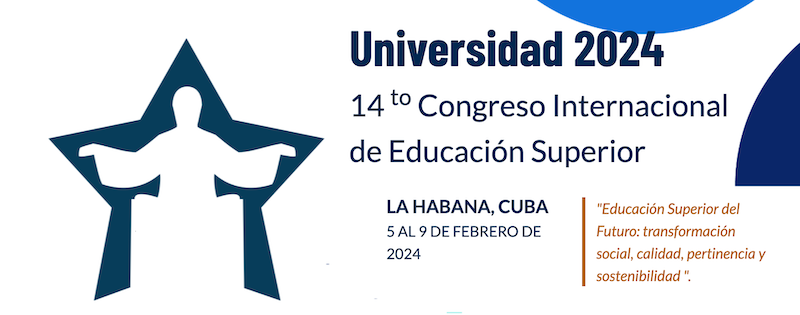 Universidad 2024
14 to Congreso Internacional
de Educación Superior
LA HABANA, CUBA
5 AL 9 DE FEBRERO DE
2024
"Educación Superior del
Futuro: transformación
social, calidad, pertinencia y
sostenibilidad ".